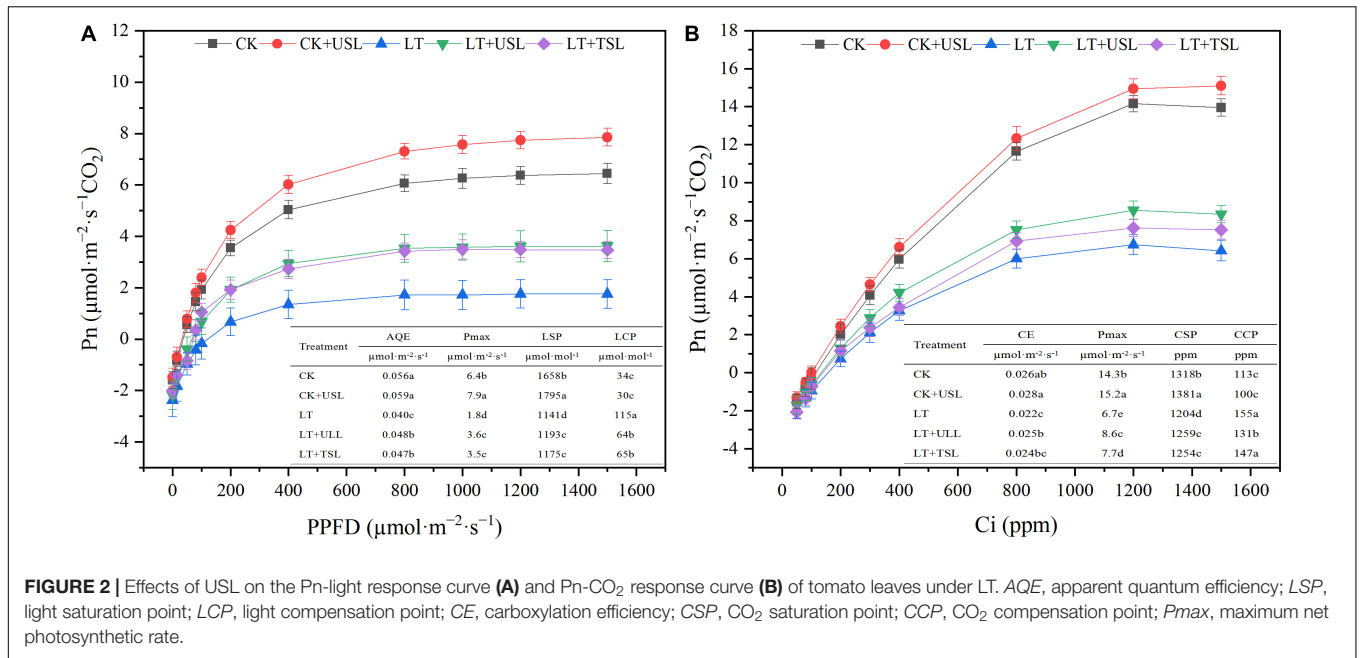 A
CK CK+USL LT LT+USL LT+TSL
Pn (µmol·m⁻²·s⁻¹CO₂)
12
10
8
6
4
2
0
-2
-4
0 200 400 600 800 1000 1200 1400 1600
PPFD (µmol·m⁻²·s⁻¹)
Treatment AQE Pmax LSP LCP
µmol·m⁻²·s⁻¹ µmol·m⁻²·s⁻¹ µmol·mol⁻¹ µmol·mol⁻¹
CK 0.056a 6.4b 1658b 34c
CK+USL 0.059a 7.9a 1795a 30c
LT 0.040c 1.8d 1141d 115a
LT+ULL 0.048b 3.6c 1193c 64b
LT+TSL 0.047b 3.5c 1175c 65b
B
CK CK+USL LT LT+USL LT+TSL
Pn (µmol·m⁻²·s⁻¹CO₂)
18
16
14
12
10
8
6
4
2
0
-2
-4
0 200 400 600 800 1000 1200 1400 1600
Ci (ppm)
Treatment CE Pmax CSP CCP
µmol·m⁻²·s⁻¹ µmol·m⁻²·s⁻¹ ppm ppm
CK 0.026ab 14.3b 1318b 113c
CK+USL 0.028a 15.2a 1381a 100c
LT 0.022c 6.7e 1204d 155a
LT+ULL 0.025b 8.6c 1259c 131b
LT+TSL 0.024bc 7.7d 1254c 147a
FIGURE 2 | Effects of USL on the Pn-light response curve (A) and Pn-CO₂ response curve (B) of tomato leaves under LT. AQE, apparent quantum efficiency; LSP,
light saturation point; LCP, light compensation point; CE, carboxylation efficiency; CSP, CO₂ saturation point; CCP, CO₂ compensation point; Pmax, maximum net
photosynthetic rate.